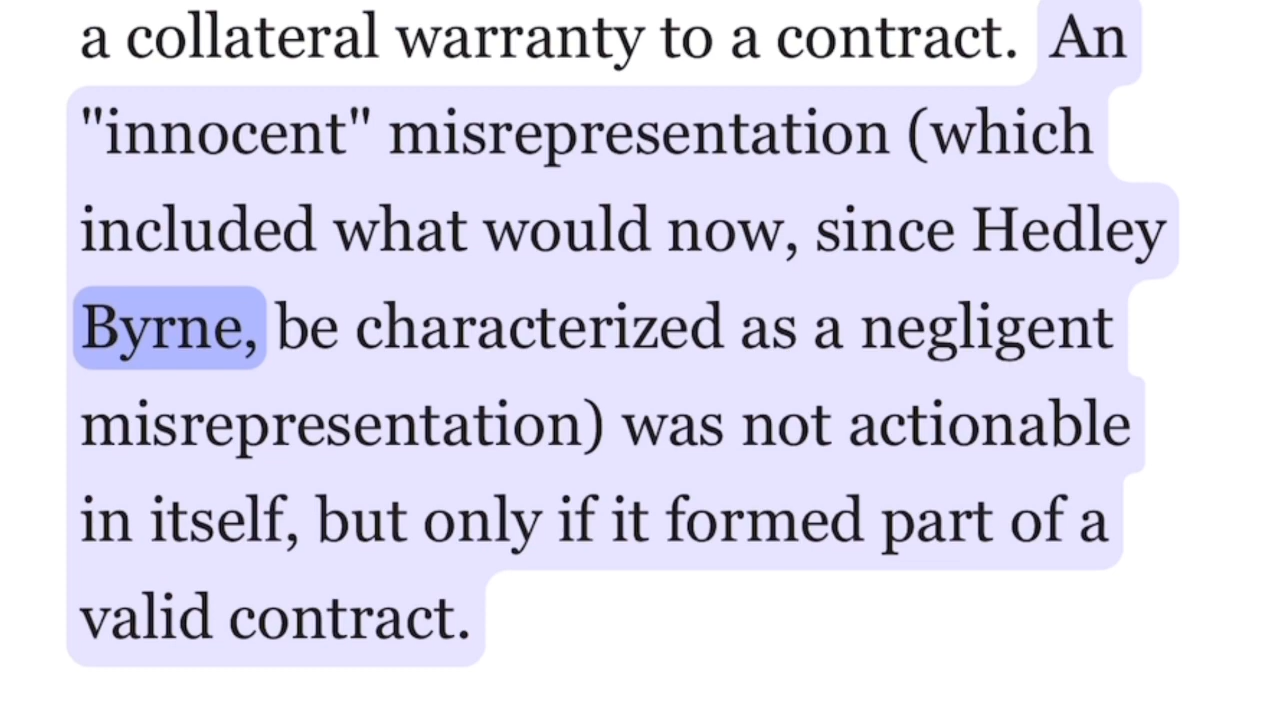 a collateral warranty to a contract. An
"innocent" misrepresentation (which
included what would now, since Hedley
Byrne, be characterized as a negligent
misrepresentation) was not actionable
in itself, but only if it formed part of a
valid contract.